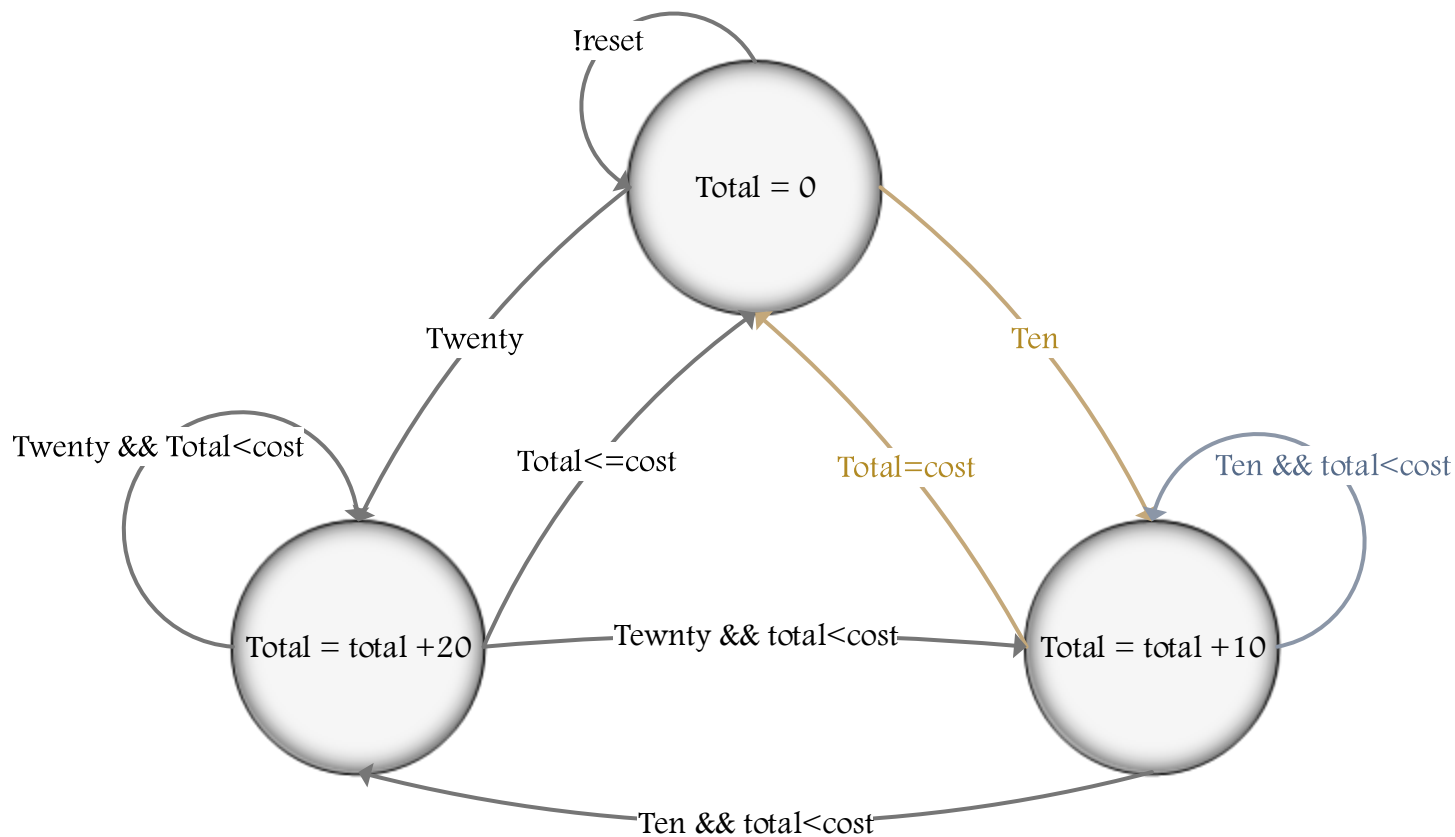 !reset
Total = 0
Twenty
Ten
Twenty && Total<cost
Total<=cost
Total=cost
Ten && total<cost
Total = total +20
Tewnty && total<cost
Total = total +10
Ten && total<cost